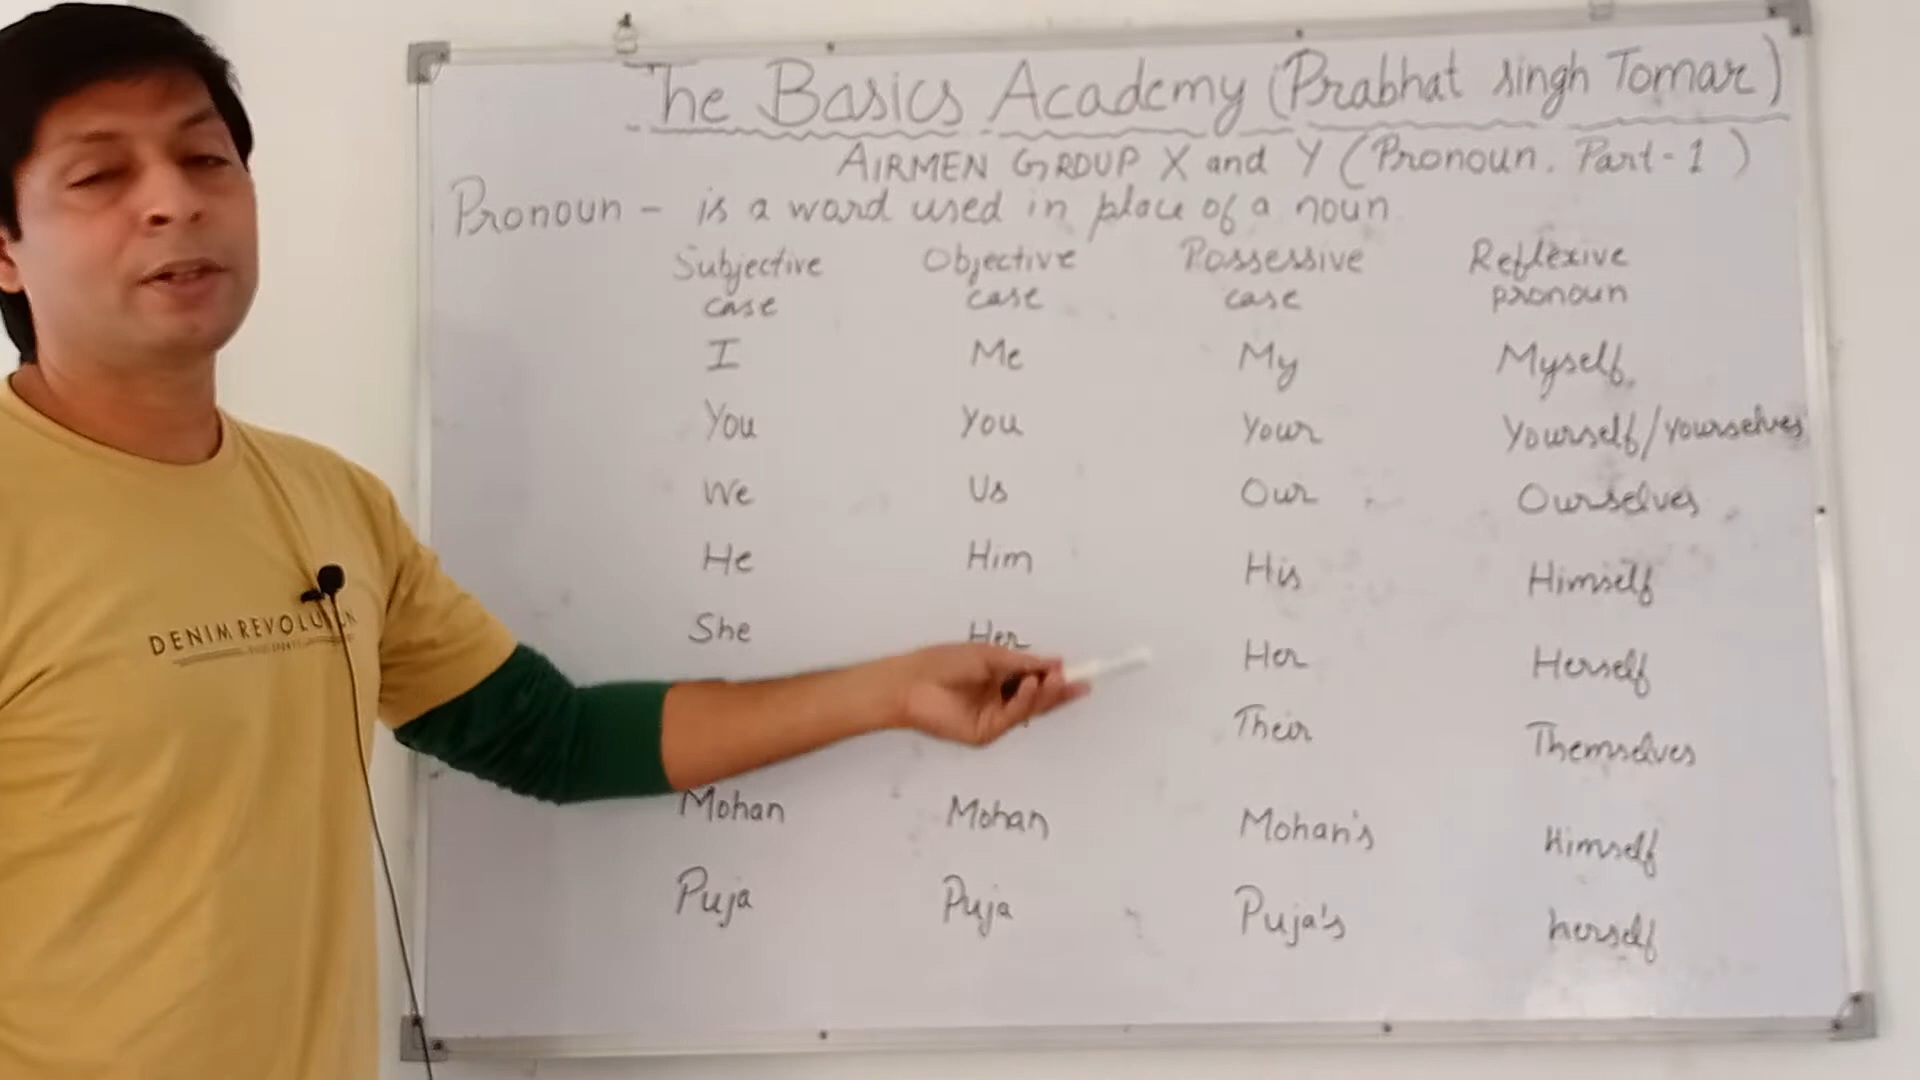 The Basics Academy (Prabhat singh Tomar)
AIRMEN GROUP X and Y (Pronoun. Part-1)
Pronoun - is a word used in place of a noun
Subjective case Objective case Possessive case Reflexive pronoun
I Me My Myself.
You You Your Yourself/yourselves
We Us Our Ourselves
He Him His Himself
She Her Her Herself
Their Themselves
Mohan Mohan Mohan's himself
Puja Puja Puja's herself
DENIM REVOLU